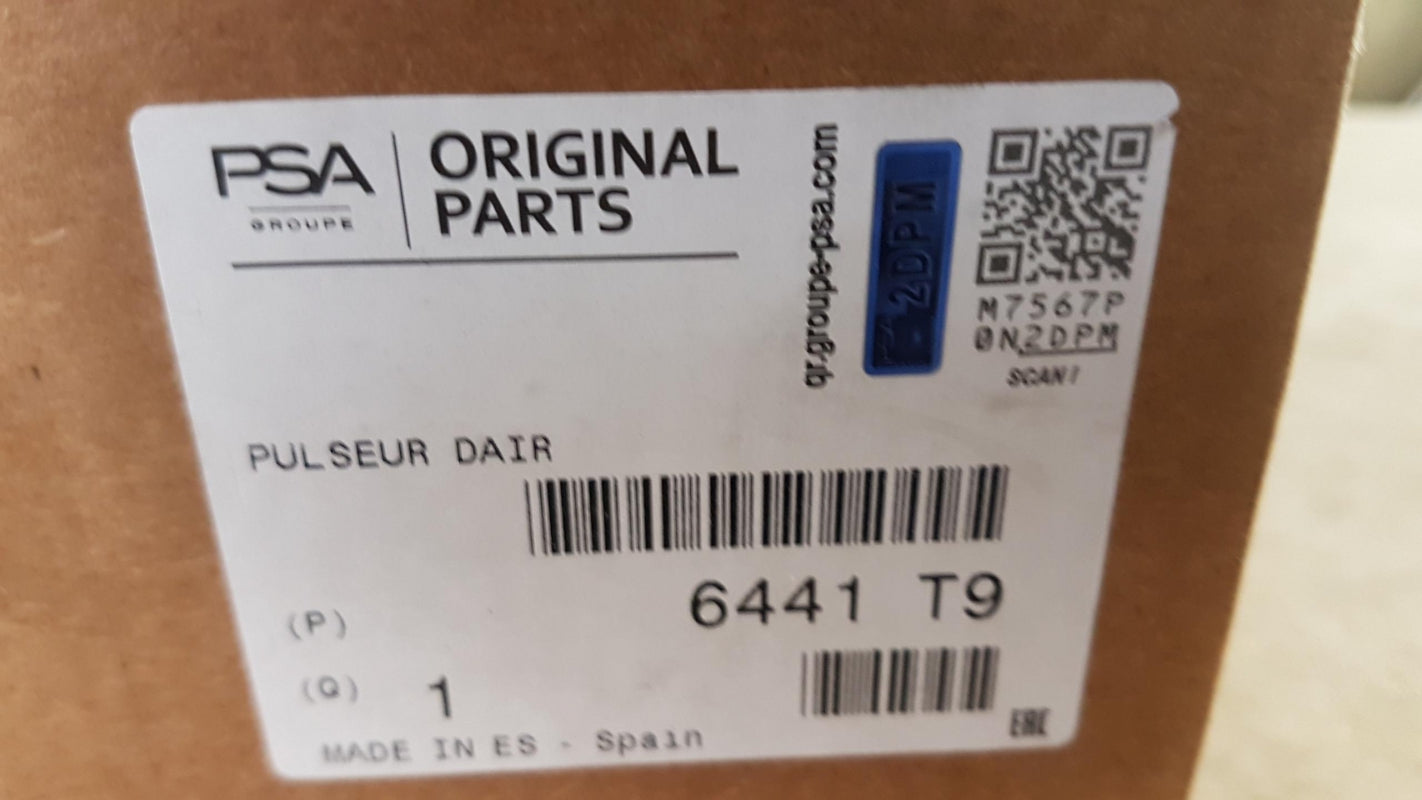 PSA
GROUPE
ORIGINAL
PARTS
qr.groupe-psa.com
- 2DPM
M7567P
0N2DPM
SCAN!
PULSEUR DAIR
(P)
6441 T9
(Q) 1
MADE IN ES - Spain
EAC